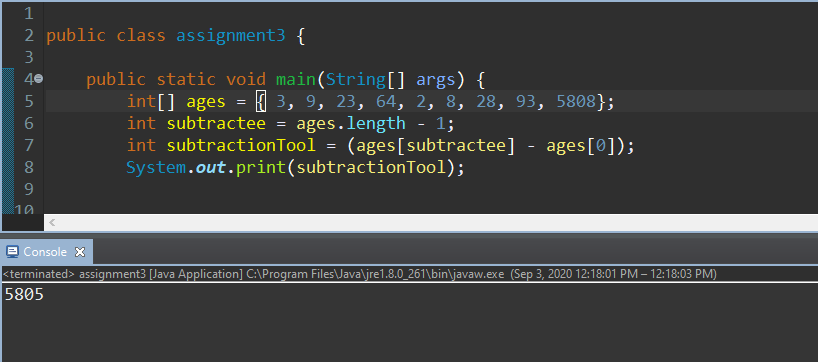 1
2 public class assignment3 {
3
4 public static void main(String[] args) {
5 int[] ages = { 3, 9, 23, 64, 2, 8, 28, 93, 5808};
6 int subtractee = ages.length - 1;
7 int subtractionTool = (ages[subtractee] - ages[0]);
8 System.out.print(subtractionTool);
9
10
Console
<terminated> assignment3 [Java Application] C:\Program Files\Java\jre1.8.0_261\bin\javaw.exe (Sep 3, 2020 12:18:01 PM – 12:18:03 PM)
5805